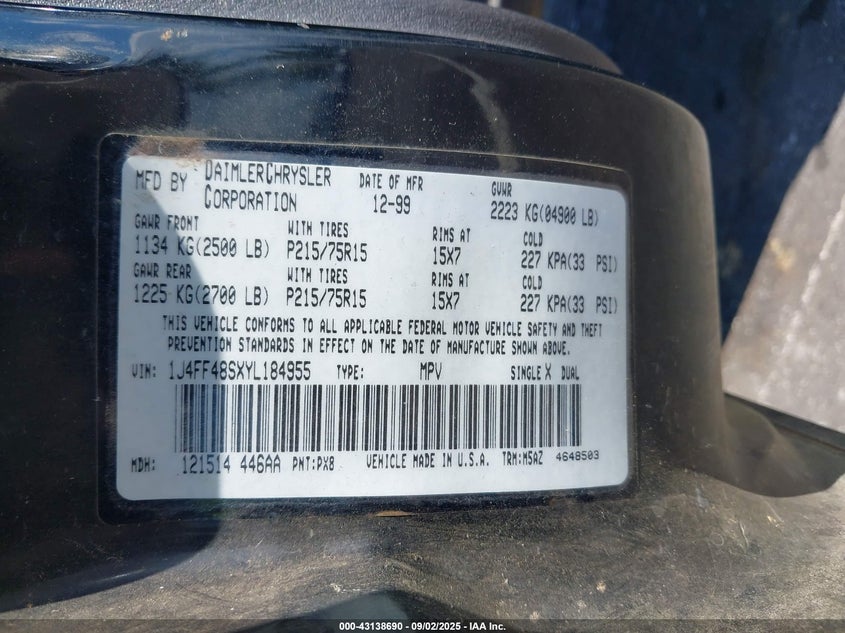 MFD BY DAIMLERCHRYSLER CORPORATION DATE OF MFR 12-99 GVWR 2223 KG(04900 LB)
GAWR FRONT WITH TIRES RIMS AT COLD
1134 KG(2500 LB) P215/75R15 15X7 227 KPA(33 PSI)
GAWR REAR WITH TIRES RIMS AT COLD
1225 KG(2700 LB) P215/75R15 15X7 227 KPA(33 PSI)
THIS VEHICLE CONFORMS TO ALL APPLICABLE FEDERAL MOTOR VEHICLE SAFETY AND THEFT
PREVENTION STANDARDS IN EFFECT ON THE DATE OF MANUFACTURE SHOWN ABOVE.
VIN: 1J4FF48SXYL184955 TYPE: MPV SINGLE X DUAL
MDH: 121514 446AA PNT:PX8 VEHICLE MADE IN U.S.A. TRM:MSAZ 4648503
000-43138690 - 09/02/2025 - IAA Inc.